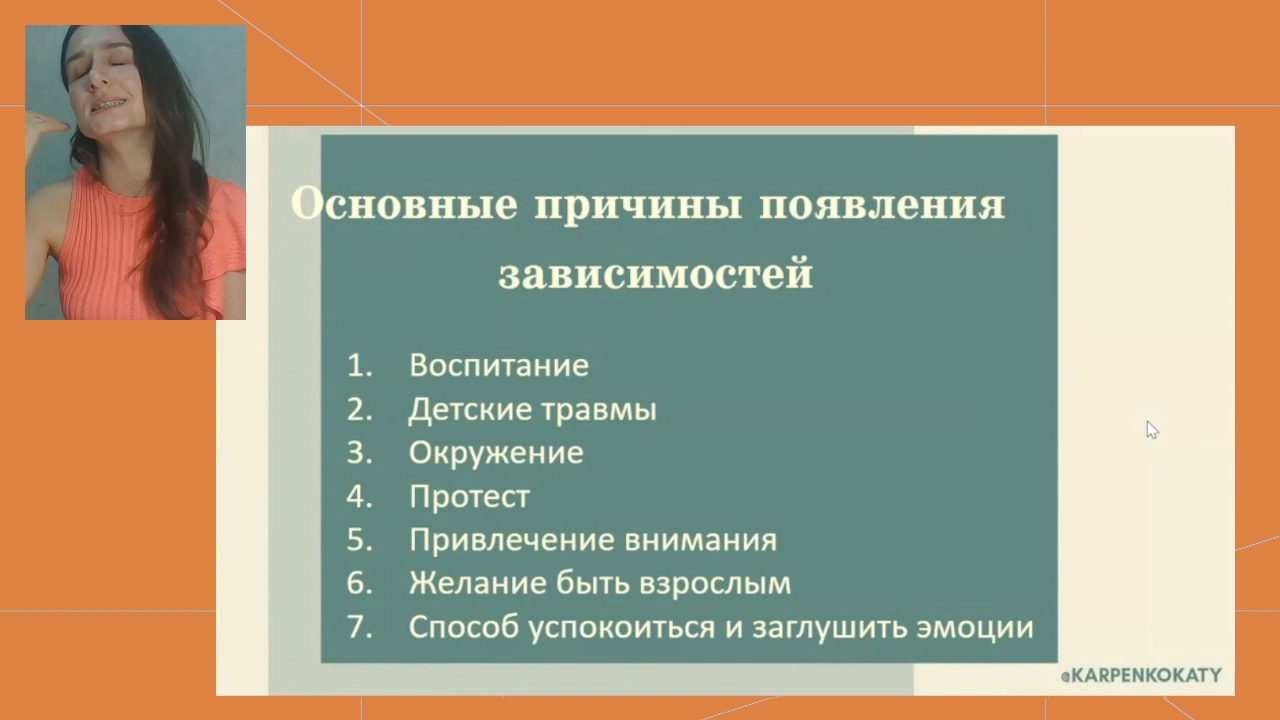 Основные причины появления
зависимостей
1. Воспитание
2. Детские травмы
3. Окружение
4. Протест
5. Привлечение внимания
6. Желание быть взрослым
7. Способ успокоиться и заглушить эмоции
@KARPENKOKATY